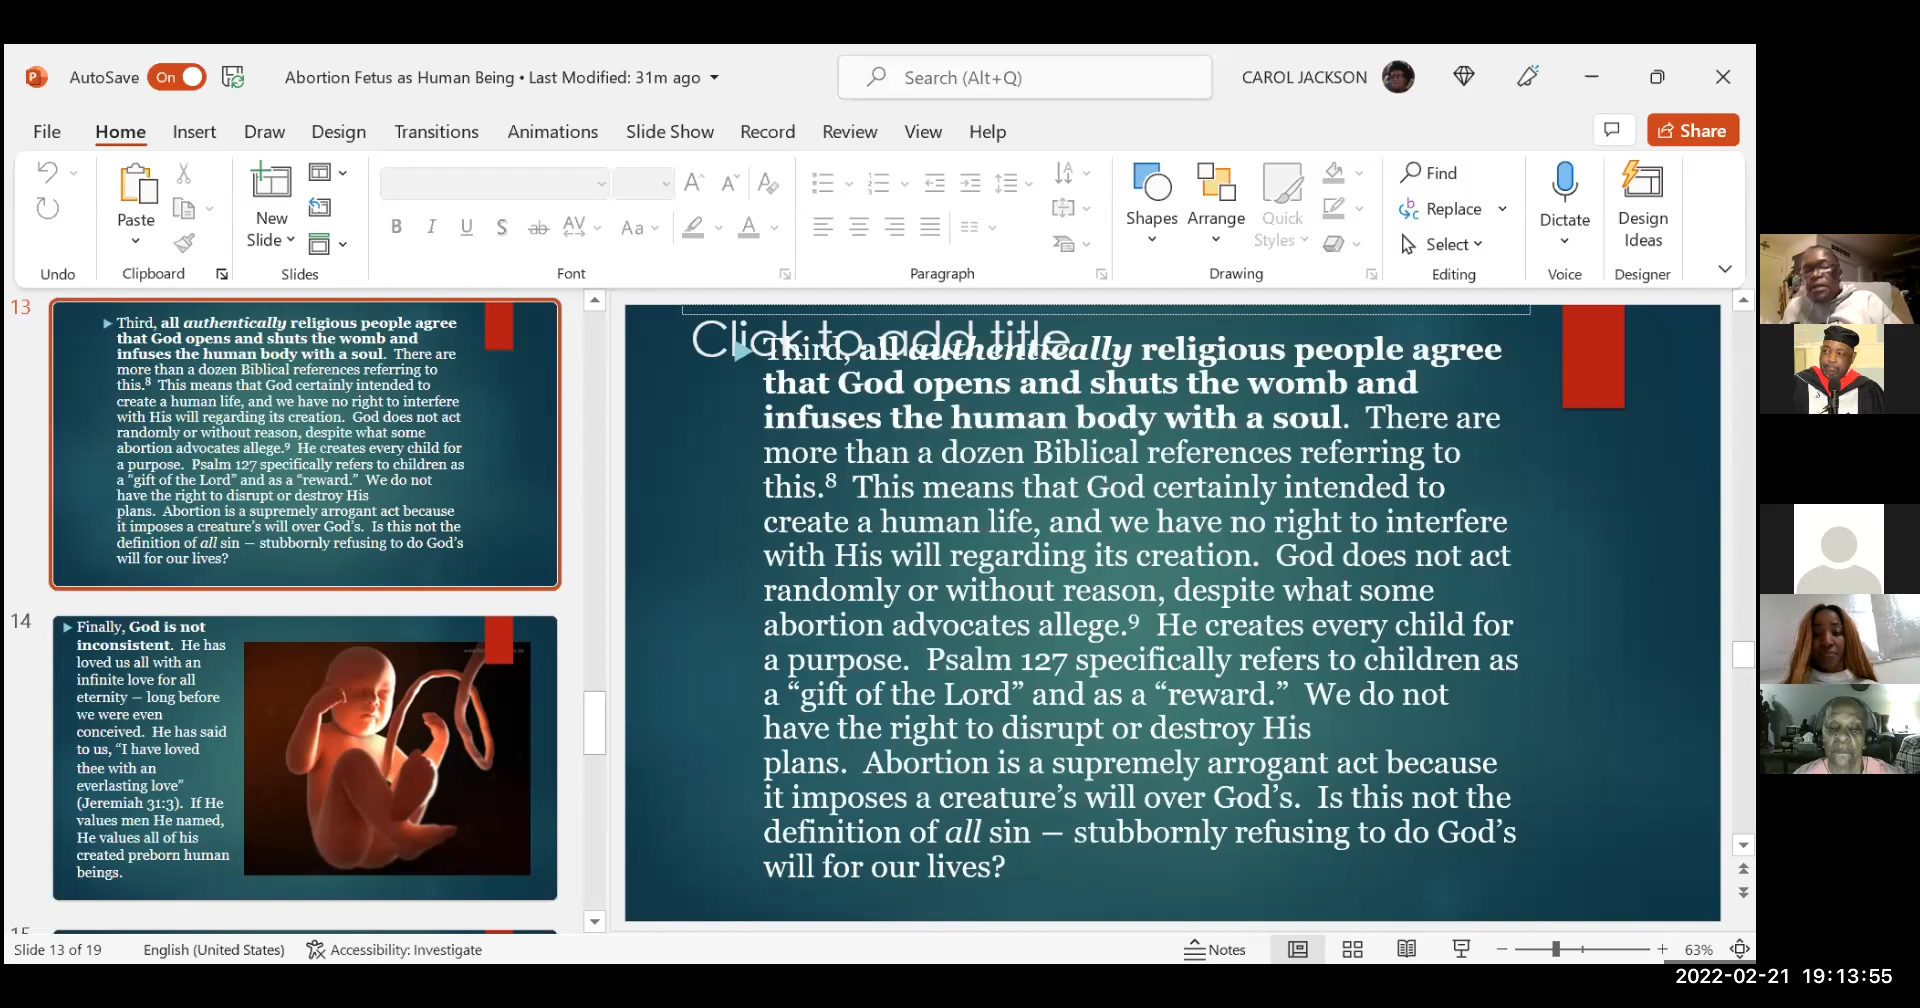 AutoSave On Abortion Fetus as Human Being • Last Modified: 31m ago Search (Alt+Q) CAROL JACKSON
File Home Insert Draw Design Transitions Animations Slide Show Record Review View Help Share
Paste
New
Slide
B I U S ab AV Aa A
Shapes Arrange Quick
Styles
Find
Replace
Select
Dictate
Design
Ideas
Undo Clipboard Slides Font Paragraph Drawing Editing Voice Designer
13
Third, all authentically religious people agree
that God opens and shuts the womb and
infuses the human body with a soul. There are
more than a dozen Biblical references referring to
this.8 This means that God certainly intended to
create a human life, and we have no right to interfere
with His will regarding its creation. God does not act
randomly or without reason, despite what some
abortion advocates allege.9 He creates every child for
a purpose. Psalm 127 specifically refers to children as
a “gift of the Lord” and as a “reward.” We do not
have the right to disrupt or destroy His
plans. Abortion is a supremely arrogant act because
it imposes a creature’s will over God’s. Is this not the
definition of all sin – stubbornly refusing to do God’s
will for our lives?
14
Finally, God is not
inconsistent. He has
loved us all with an
infinite love for all
eternity – long before
we were even
conceived. He has said
to us, “I have loved
thee with an
everlasting love”
(Jeremiah 31:3). If He
values men He named,
He values all of his
created preborn human
beings.
Click to add title
Third, all authentically religious people agree
that God opens and shuts the womb and
infuses the human body with a soul. There are
more than a dozen Biblical references referring to
this.8 This means that God certainly intended to
create a human life, and we have no right to interfere
with His will regarding its creation. God does not act
randomly or without reason, despite what some
abortion advocates allege.9 He creates every child for
a purpose. Psalm 127 specifically refers to children as
a “gift of the Lord” and as a “reward.” We do not
have the right to disrupt or destroy His
plans. Abortion is a supremely arrogant act because
it imposes a creature’s will over God’s. Is this not the
definition of all sin – stubbornly refusing to do God’s
will for our lives?
Slide 13 of 19 English (United States) Accessibility: Investigate Notes 63%
2022-02-21 19:13:55